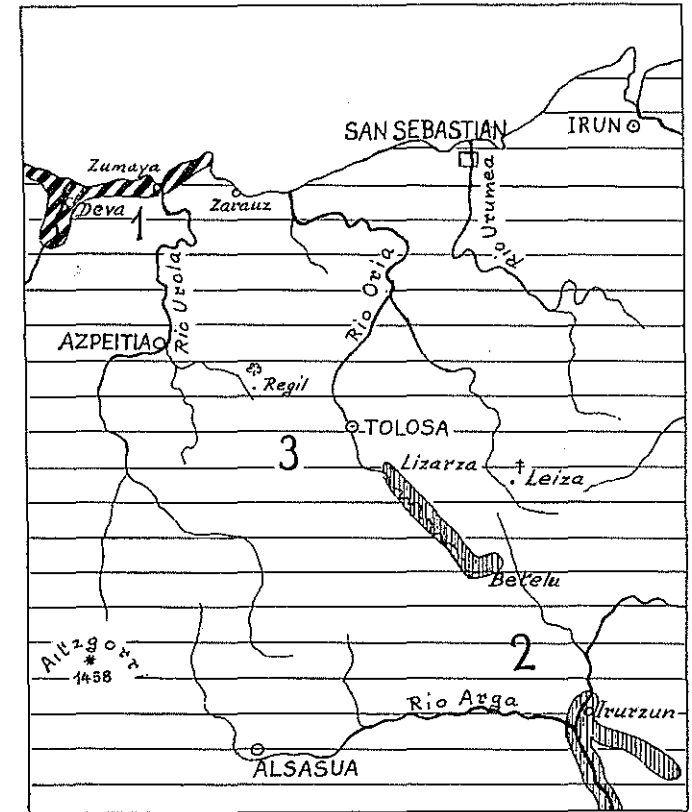 SAN SEBASTIAN
IRUN
Zumaya
Deva
1
Zarauz
Rio Urumea
Rio Urola
Rio Oria
AZPEITIA
Regil
TOLOSA
3
Lizarza
Leiza
Betelu
Aitzgorr.
1458
2
Rio Arga
Irurzun
ALSASUA